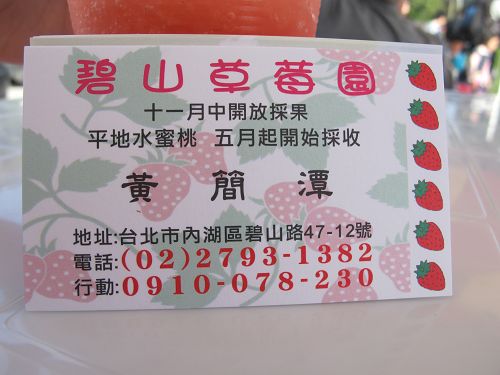 碧山草莓園
十一月中開放採果
平地水蜜桃 五月起開始採收
黃簡潭
地址:台北市內湖區碧山路47-12號
電話:(02)2793-1382
行動:0910-078-230